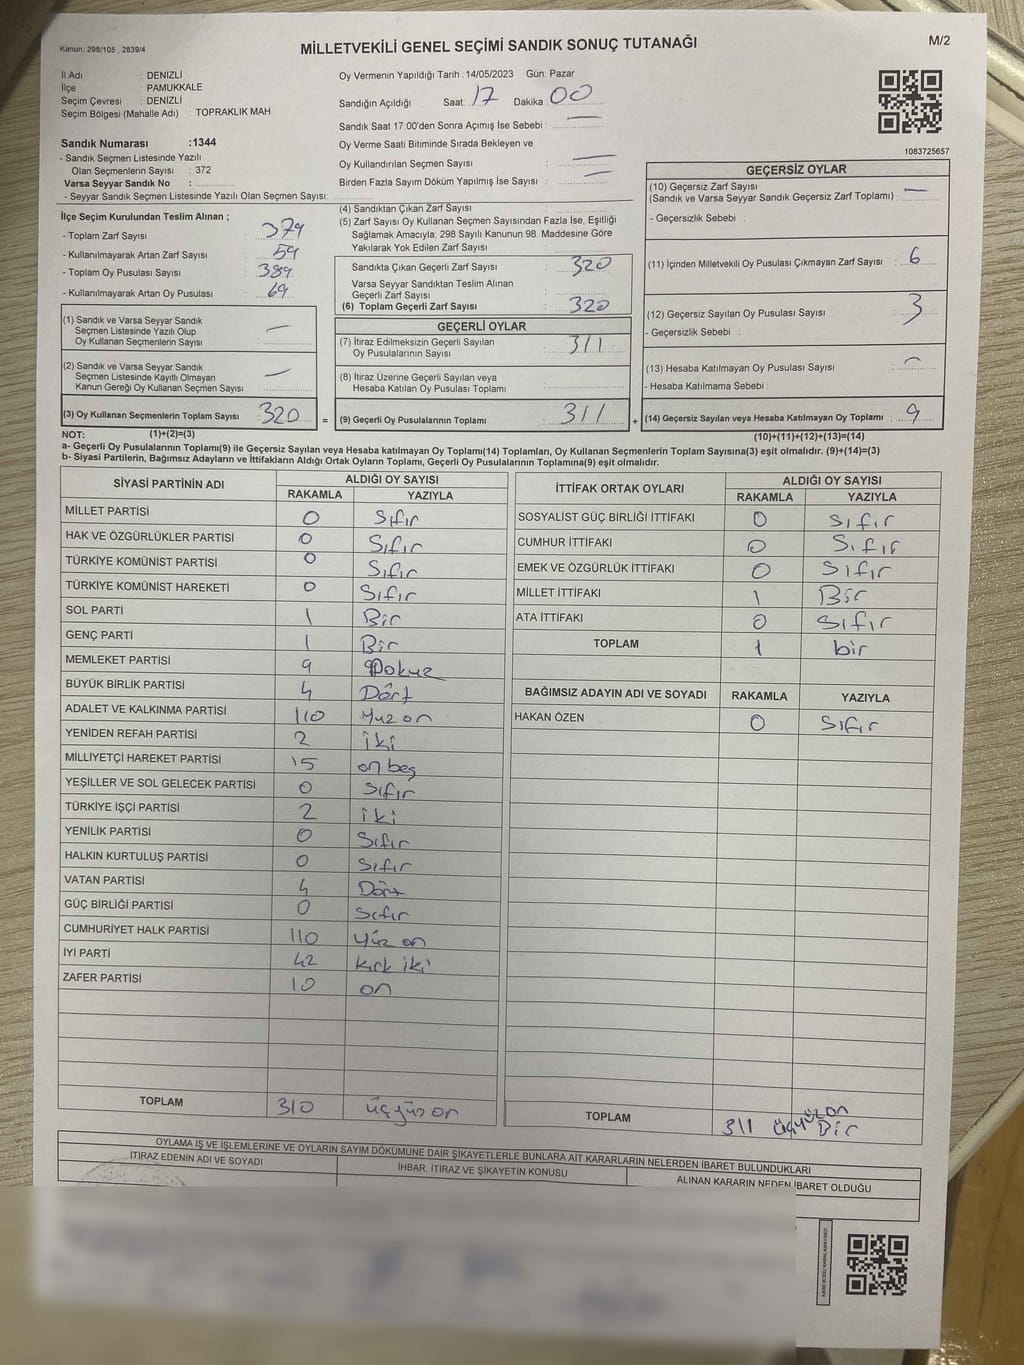 Kanun: 298/105 , 2839/4
MİLLETVEKİLİ GENEL SEÇİMİ SANDIK SONUÇ TUTANAĞI
M/2
İl Adı : DENİZLİ
İlçe : PAMUKKALE
Seçim Çevresi : DENİZLİ
Seçim Bölgesi (Mahalle Adı) : TOPRAKLIK MAH
Sandık Numarası :1344
- Sandık Seçmen Listesinde Yazılı
Olan Seçmenlerin Sayısı : 372
Varsa Seyyar Sandık No :
- Seyyar Sandık Seçmen Listesinde Yazılı Olan Seçmen Sayısı:
Oy Vermenin Yapıldığı Tarih :14/05/2023 Gün: Pazar
Sandığın Açıldığı Saat: 17 Dakika: 00
Sandık Saat 17:00'den Sonra Açımış İse Sebebi : —
Oy Verme Saati Bitiminde Sırada Bekleyen ve
Oy Kullandırılan Seçmen Sayısı : —
Birden Fazla Sayım Döküm Yapılmış İse Sayısı : —
1083725657
İlçe Seçim Kurulundan Teslim Alınan ;
- Toplam Zarf Sayısı : 379
- Kullanılmayarak Artan Zarf Sayısı : 59
- Toplam Oy Pusulası Sayısı : 389
- Kullanılmayarak Artan Oy Pusulası : 69
(4) Sandıktan Çıkan Zarf Sayısı :
(5) Zarf Sayısı Oy Kullanan Seçmen Sayısından Fazla İse, Eşitliği
Sağlamak Amacıyla; 298 Sayılı Kanunun 98. Maddesine Göre
Yakılarak Yok Edilen Zarf Sayısı :
Sandıkta Çıkan Geçerli Zarf Sayısı : 320
Varsa Seyyar Sandıktan Teslim Alınan
Geçerli Zarf Sayısı :
(6) Toplam Geçerli Zarf Sayısı : 320
GEÇERSİZ OYLAR
(10) Geçersiz Zarf Sayısı
(Sandık ve Varsa Seyyar Sandık Geçersiz Zarf Toplamı) : —
- Geçersizlik Sebebi :
(11) İçinden Milletvekili Oy Pusulası Çıkmayan Zarf Sayısı : 6
(12) Geçersiz Sayılan Oy Pusulası Sayısı : 3
- Geçersizlik Sebebi :
(13) Hesaba Katılmayan Oy Pusulası Sayısı : —
- Hesaba Katılmama Sebebi :
(1) Sandık ve Varsa Seyyar Sandık
Seçmen Listesinde Yazılı Olup
Oy Kullanan Seçmenlerin Sayısı : —
(2) Sandık ve Varsa Seyyar Sandık
Seçmen Listesinde Kayıtlı Olmayan
Kanun Gereği Oy Kullanan Seçmen Sayısı : —
GEÇERLİ OYLAR
(7) İtiraz Edilmeksizin Geçerli Sayılan
Oy Pusulalarının Sayısı : 311
(8) İtiraz Üzerine Geçerli Sayılan veya
Hesaba Katılan Oy Pusulası Toplamı :
(3) Oy Kullanan Seçmenlerin Toplam Sayısı : 320 = (9) Geçerli Oy Pusulalarının Toplamı : 311 + (14) Geçersiz Sayılan veya Hesaba Katılmayan Oy Toplamı : 9
NOT: (1)+(2)=(3)
(10)+(11)+(12)+(13)=(14)
a- Geçerli Oy Pusulalarının Toplamı(9) ile Geçersiz Sayılan veya Hesaba katılmayan Oy Toplamı(14) Toplamları, Oy Kullanan Seçmenlerin Toplam Sayısına(3) eşit olmalıdır. (9)+(14)=(3)
b- Siyasi Partilerin, Bağımsız Adayların ve İttifakların Aldığı Ortak Oyların Toplamı, Geçerli Oy Pusulalarının Toplamına(9) eşit olmalıdır.
SİYASİ PARTİNİN ADI ALDIĞI OY SAYISI
RAKAMLA YAZIYLA
MİLLET PARTİSİ 0 Sıfır
HAK VE ÖZGÜRLÜKLER PARTİSİ 0 Sıfır
TÜRKİYE KOMÜNİST PARTİSİ 0 Sıfır
TÜRKİYE KOMÜNİST HAREKETİ 0 Sıfır
SOL PARTİ 1 Bir
GENÇ PARTİ 1 Bir
MEMLEKET PARTİSİ 9 Dokuz
BÜYÜK BİRLİK PARTİSİ 4 Dört
ADALET VE KALKINMA PARTİSİ 110 Yüz on
YENİDEN REFAH PARTİSİ 2 iki
MİLLİYETÇİ HAREKET PARTİSİ 15 on beş
YEŞİLLER VE SOL GELECEK PARTİSİ 0 Sıfır
TÜRKİYE İŞÇİ PARTİSİ 2 iki
YENİLİK PARTİSİ 0 Sıfır
HALKIN KURTULUŞ PARTİSİ 0 Sıfır
VATAN PARTİSİ 4 Dört
GÜÇ BİRLİĞİ PARTİSİ 0 Sıfır
CUMHURİYET HALK PARTİSİ 110 yüz on
İYİ PARTİ 42 kırk iki
ZAFER PARTİSİ 10 on
TOPLAM 310 üçyüz on
İTTİFAK ORTAK OYLARI ALDIĞI OY SAYISI
RAKAMLA YAZIYLA
SOSYALİST GÜÇ BİRLİĞİ İTTİFAKI 0 Sıfır
CUMHUR İTTİFAKI 0 Sıfır
EMEK VE ÖZGÜRLÜK İTTİFAKI 0 Sıfır
MİLLET İTTİFAKI 1 Bir
ATA İTTİFAKI 0 Sıfır
TOPLAM 1 bir
BAĞIMSIZ ADAYIN ADI VE SOYADI RAKAMLA YAZIYLA
HAKAN ÖZEN 0 Sıfır
TOPLAM 311 üçyüz on Bir
OYLAMA İŞ VE İŞLEMLERİNE VE OYLARIN SAYIM DÖKÜMÜNE DAİR ŞİKAYETLERLE BUNLARA AİT KARARLARIN NELERDEN İBARET BULUNDUKLARI
İTİRAZ EDENİN ADI VE SOYADI İHBAR, İTİRAZ VE ŞİKAYETİN KONUSU ALINAN KARARIN NEDEN İBARET OLDUĞU